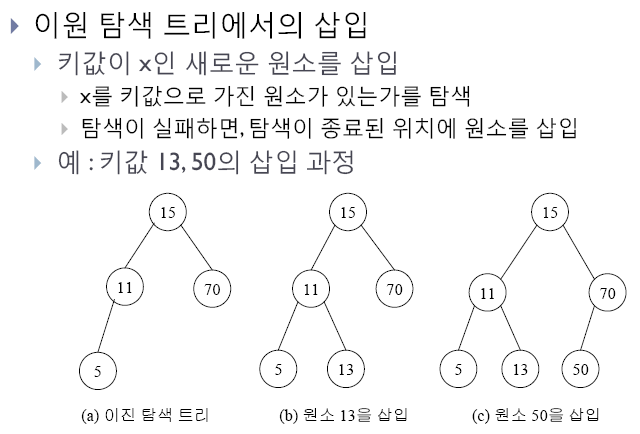 이원 탐색 트리에서의 삽입
키값이 x인 새로운 원소를 삽입
x를 키값으로 가진 원소가 있는가를 탐색
탐색이 실패하면, 탐색이 종료된 위치에 원소를 삽입
예 : 키값 13, 50의 삽입 과정
15 15 15
11 70 11 70 11 70
5 5 13 5 13 50
(a) 이진 탐색 트리 (b) 원소 13을 삽입 (c) 원소 50을 삽입